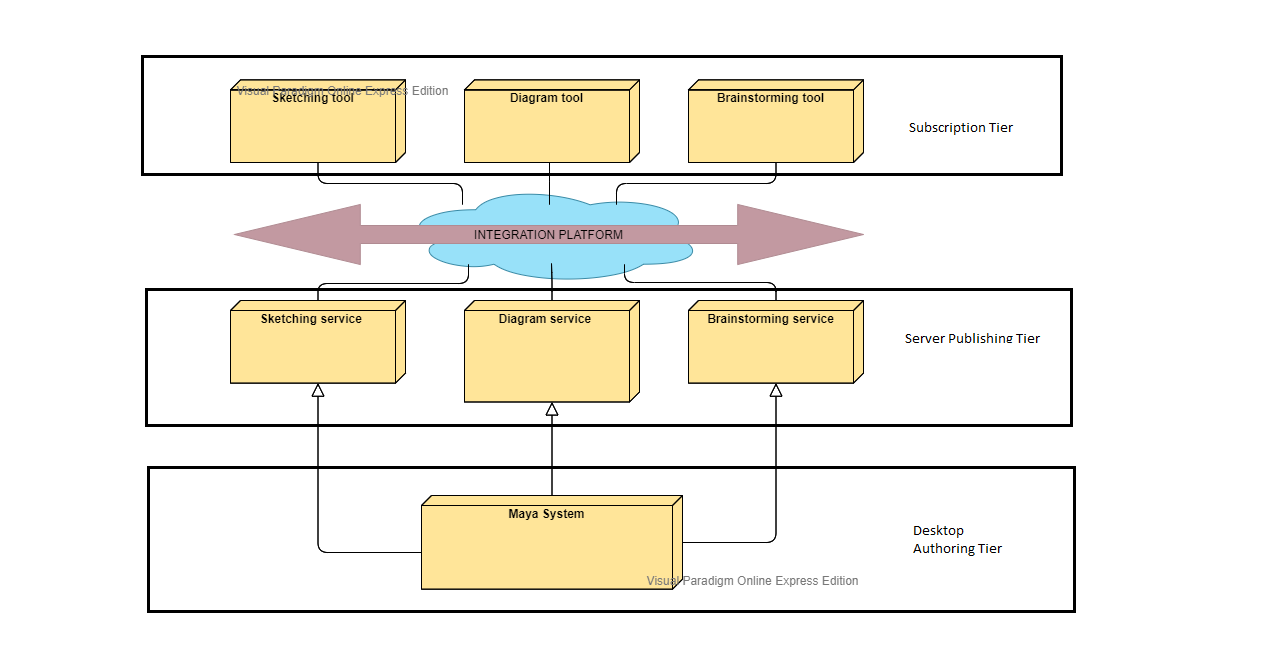 Visual Paradigm Online Express Edition
Sketching tool
Diagram tool
Brainstorming tool
Subscription Tier
INTEGRATION PLATFORM
Sketching service
Diagram service
Brainstorming service
Server Publishing Tier
Maya System
Desktop
Authoring Tier
Visual Paradigm Online Express Edition